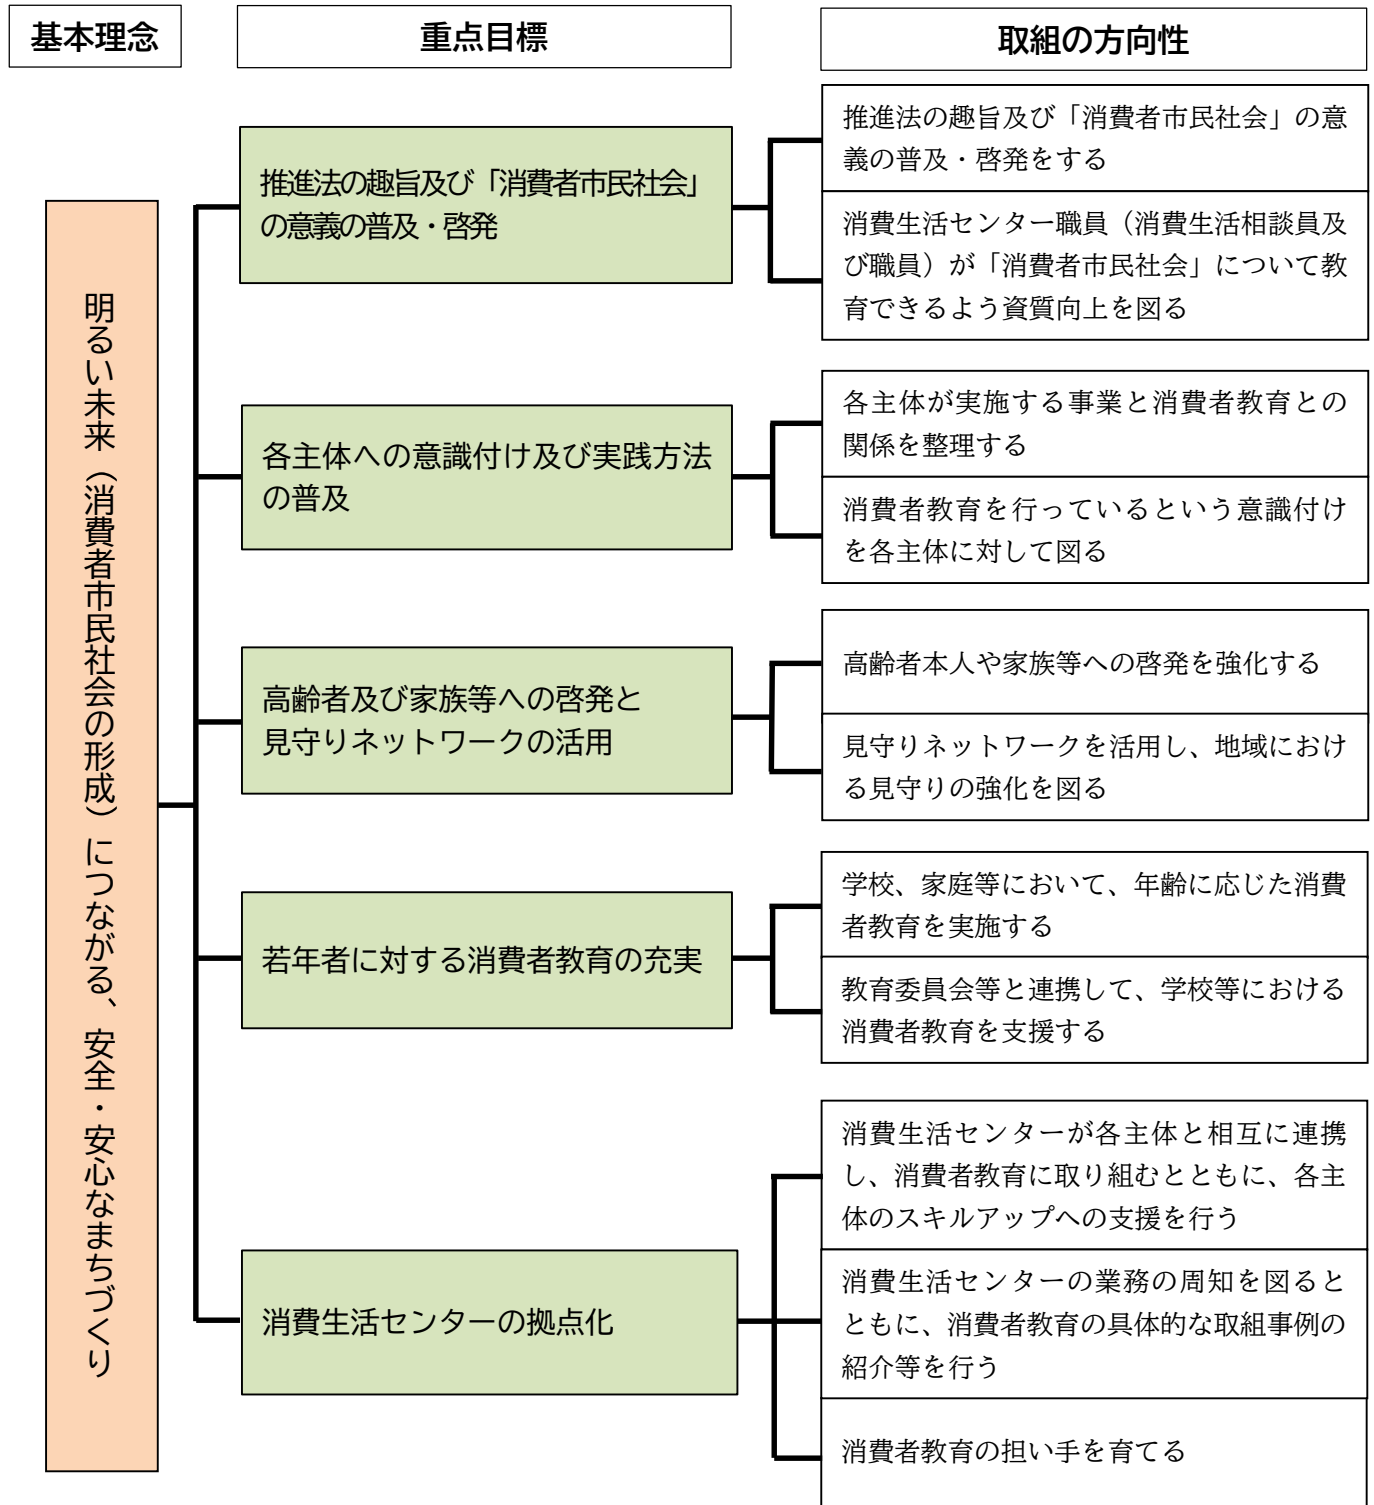 基本理念
重点目標
取組の方向性
明るい未来（消費者市民社会の形成）につながる、安全・安心なまちづくり
推進法の趣旨及び「消費者市民社会」
の意義の普及・啓発
推進法の趣旨及び「消費者市民社会」の意
義の普及・啓発をする
消費生活センター職員（消費生活相談員及
び職員）が「消費者市民社会」について教
育できるよう資質向上を図る
各主体への意識付け及び実践方法
の普及
各主体が実施する事業と消費者教育との
関係を整理する
消費者教育を行っているという意識付け
を各主体に対して図る
高齢者及び家族等への啓発と
見守りネットワークの活用
高齢者本人や家族等への啓発を強化する
見守りネットワークを活用し、地域におけ
る見守りの強化を図る
若年者に対する消費者教育の充実
学校、家庭等において、年齢に応じた消費
者教育を実施する
教育委員会等と連携して、学校等における
消費者教育を支援する
消費生活センターの拠点化
消費生活センターが各主体と相互に連携
し、消費者教育に取り組むとともに、各主
体のスキルアップへの支援を行う
消費生活センターの業務の周知を図ると
ともに、消費者教育の具体的な取組事例の
紹介等を行う
消費者教育の担い手を育てる